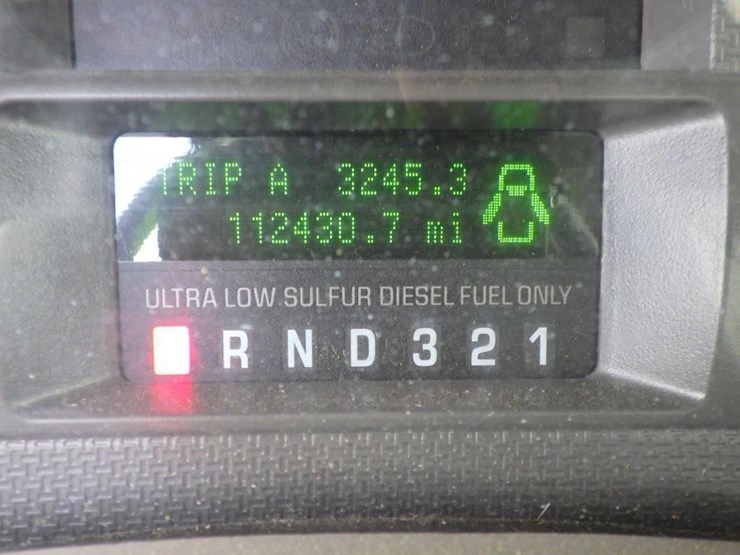 TRIP A 3245.3
112430.7 mi
ULTRA LOW SULFUR DIESEL FUEL ONLY
R N D 3 2 1